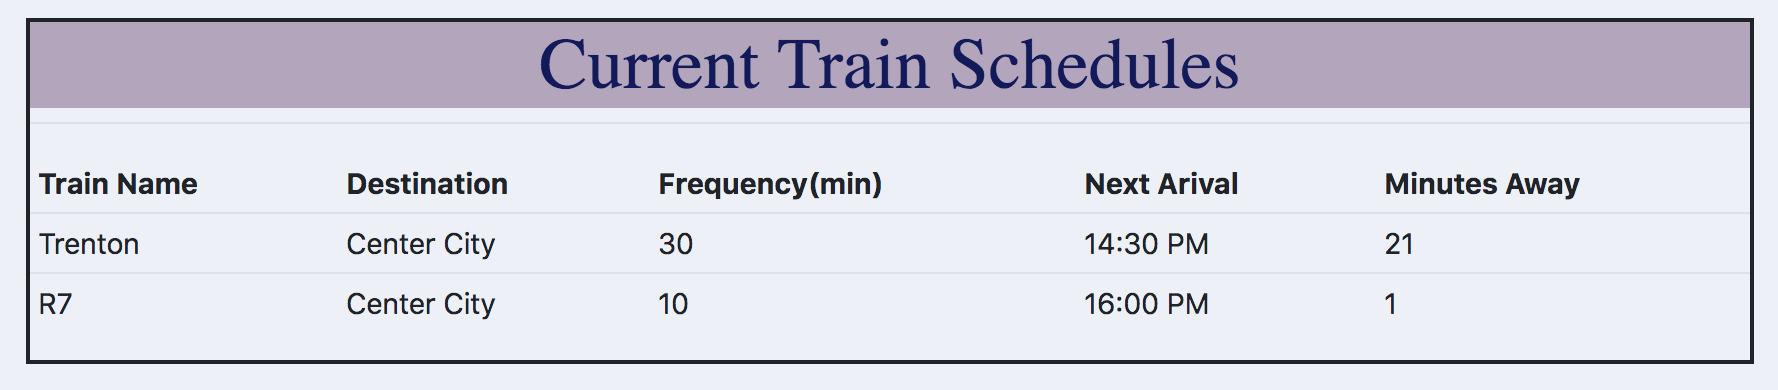 Current Train Schedules
Train Name Destination Frequency(min) Next Arival Minutes Away
Trenton Center City 30 14:30 PM 21
R7 Center City 10 16:00 PM 1